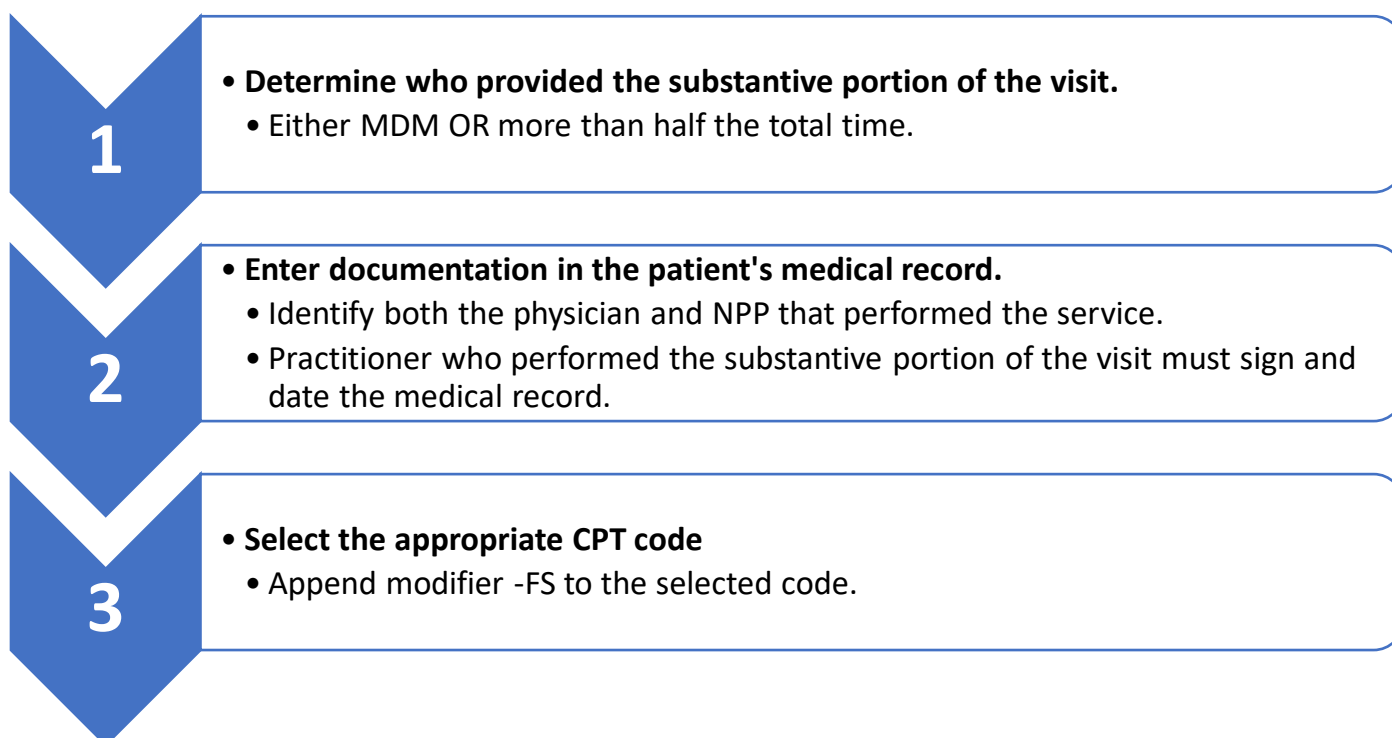 1
• Determine who provided the substantive portion of the visit.
• Either MDM OR more than half the total time.
2
• Enter documentation in the patient's medical record.
• Identify both the physician and NPP that performed the service.
• Practitioner who performed the substantive portion of the visit must sign and
date the medical record.
3
• Select the appropriate CPT code
• Append modifier -FS to the selected code.